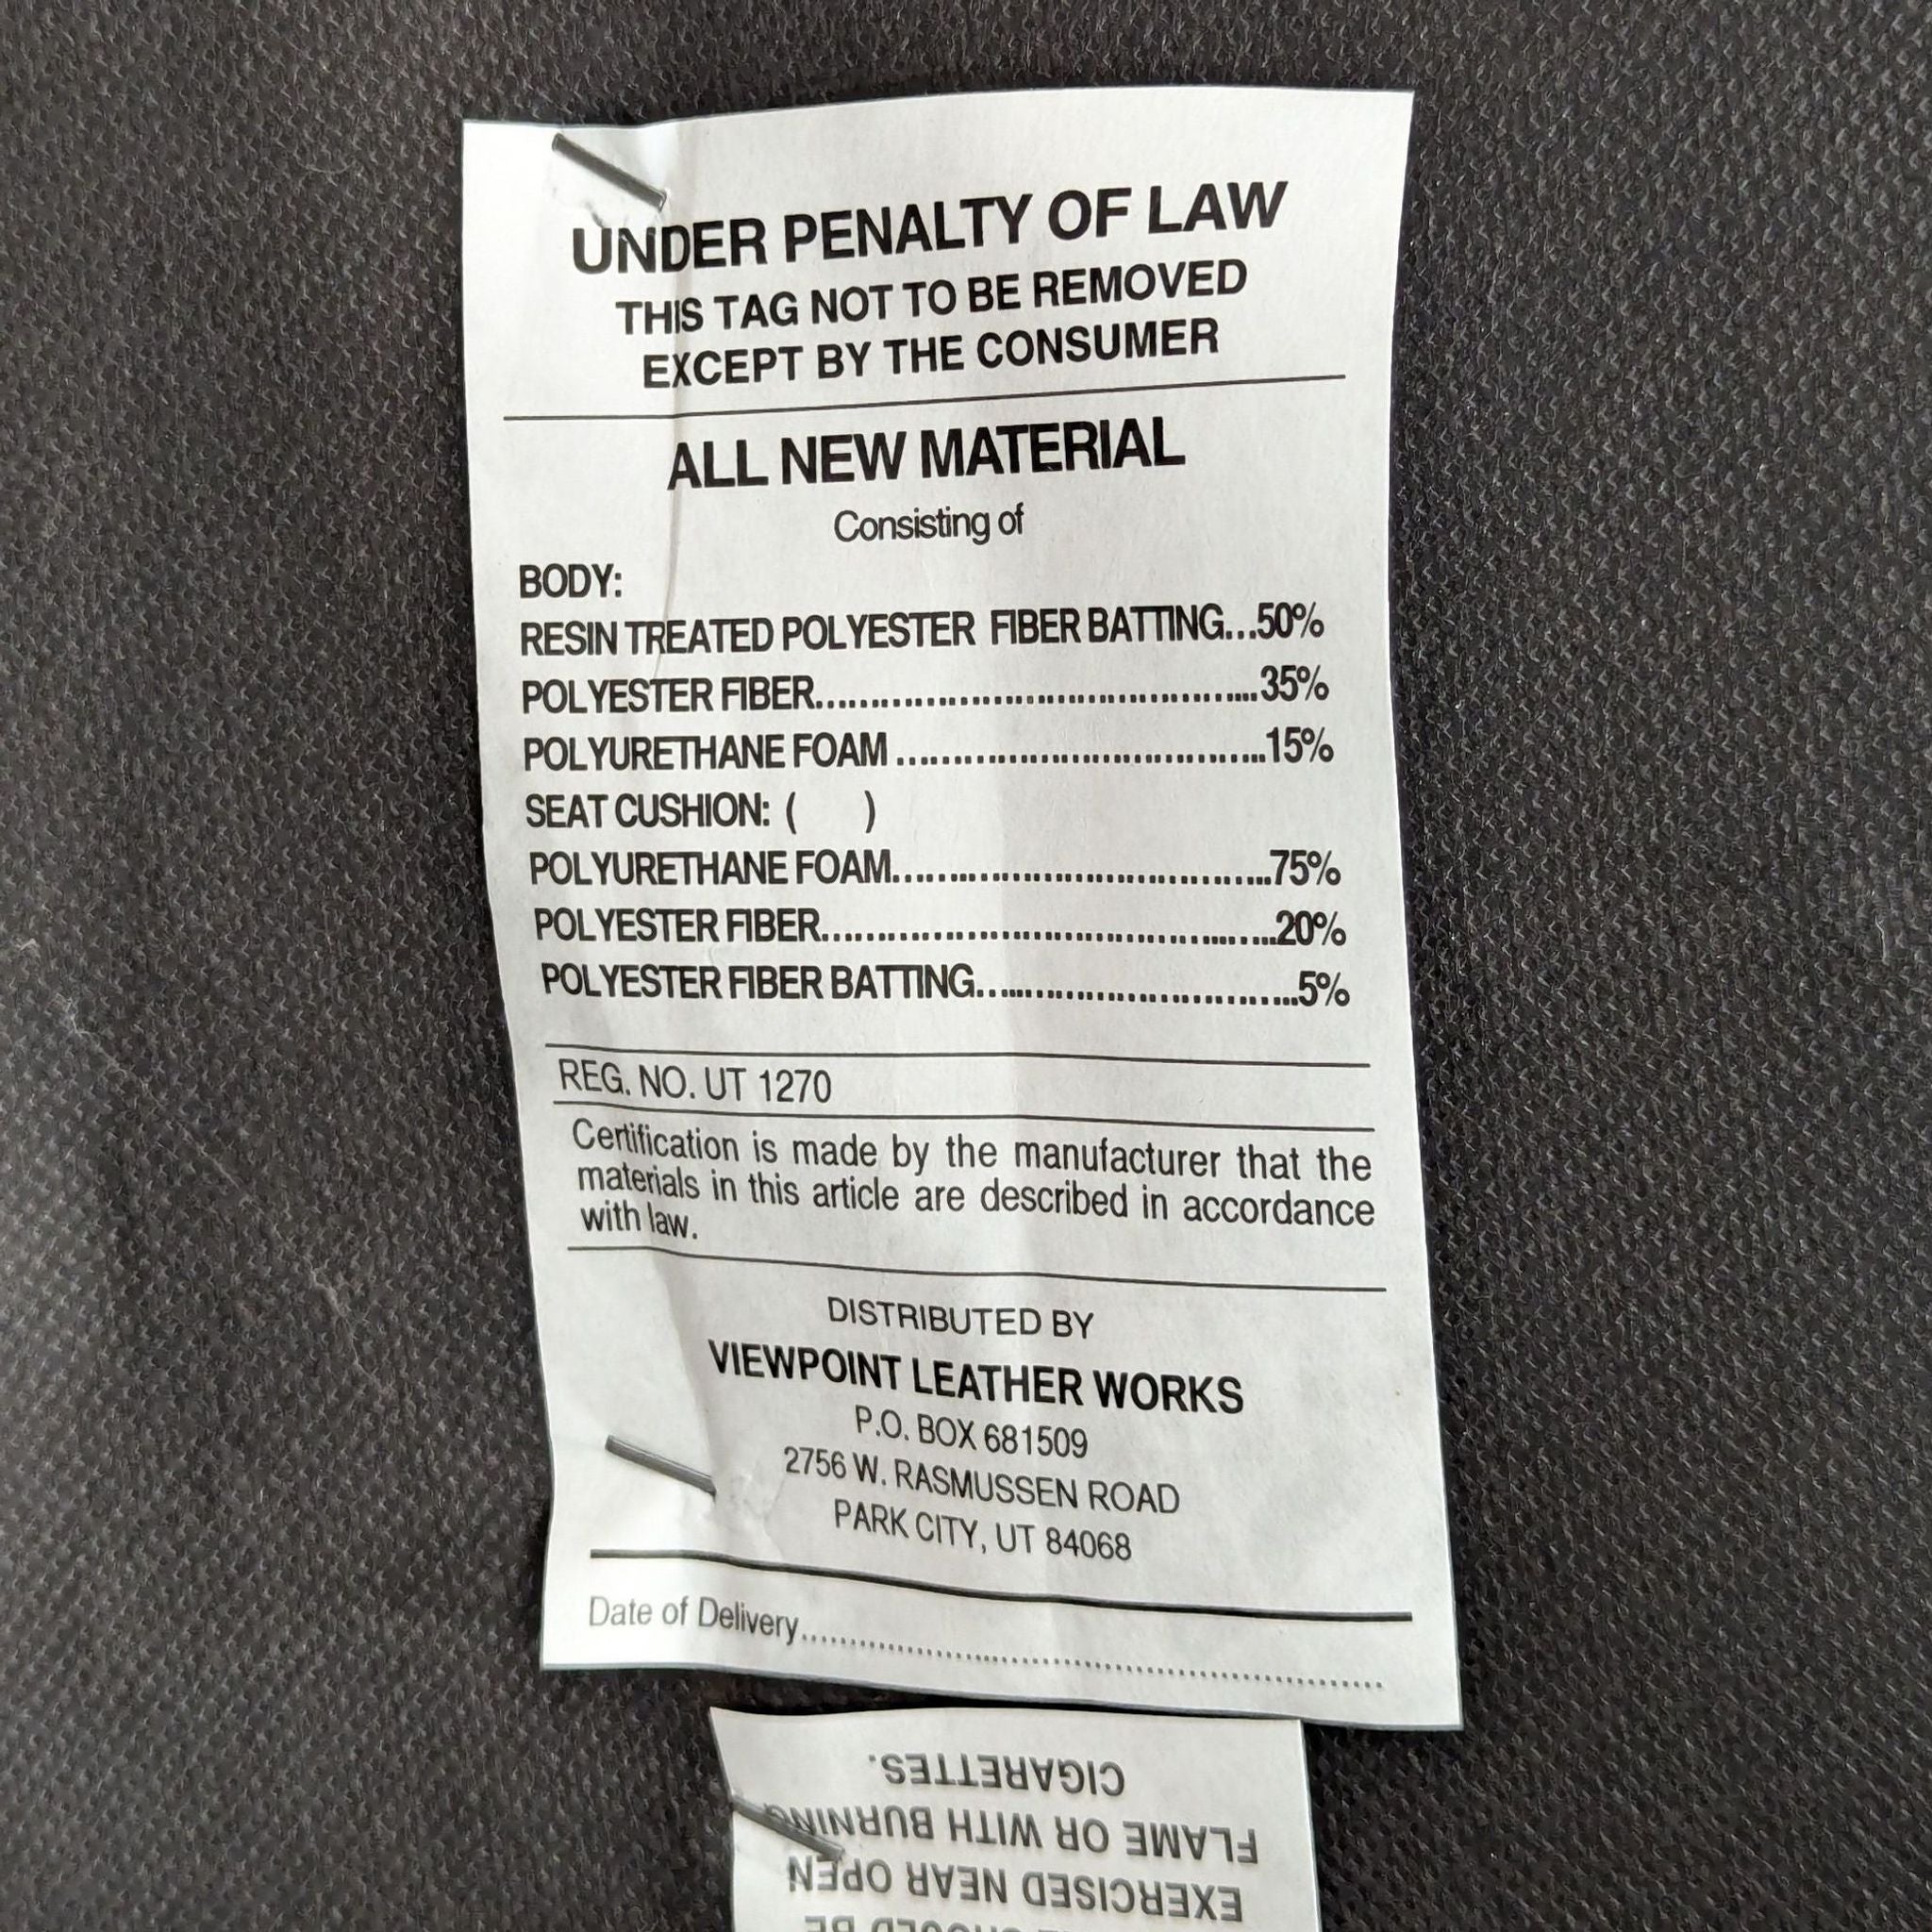 UNDER PENALTY OF LAW
THIS TAG NOT TO BE REMOVED
EXCEPT BY THE CONSUMER
ALL NEW MATERIAL
Consisting of
BODY:
RESIN TREATED POLYESTER FIBER BATTING...50%
POLYESTER FIBER..........................................35%
POLYURETHANE FOAM ...................................15%
SEAT CUSHION: (    )
POLYURETHANE FOAM....................................75%
POLYESTER FIBER...........................................20%
POLYESTER FIBER BATTING..............................5%
REG. NO. UT 1270
Certification is made by the manufacturer that the
materials in this article are described in accordance
with law.
DISTRIBUTED BY
VIEWPOINT LEATHER WORKS
P.O. BOX 681509
2756 W. RASMUSSEN ROAD
PARK CITY, UT 84068
Date of Delivery............................................................
EXERCISED NEAR OPEN
FLAME OR WITH BURNING
CIGARETTES.